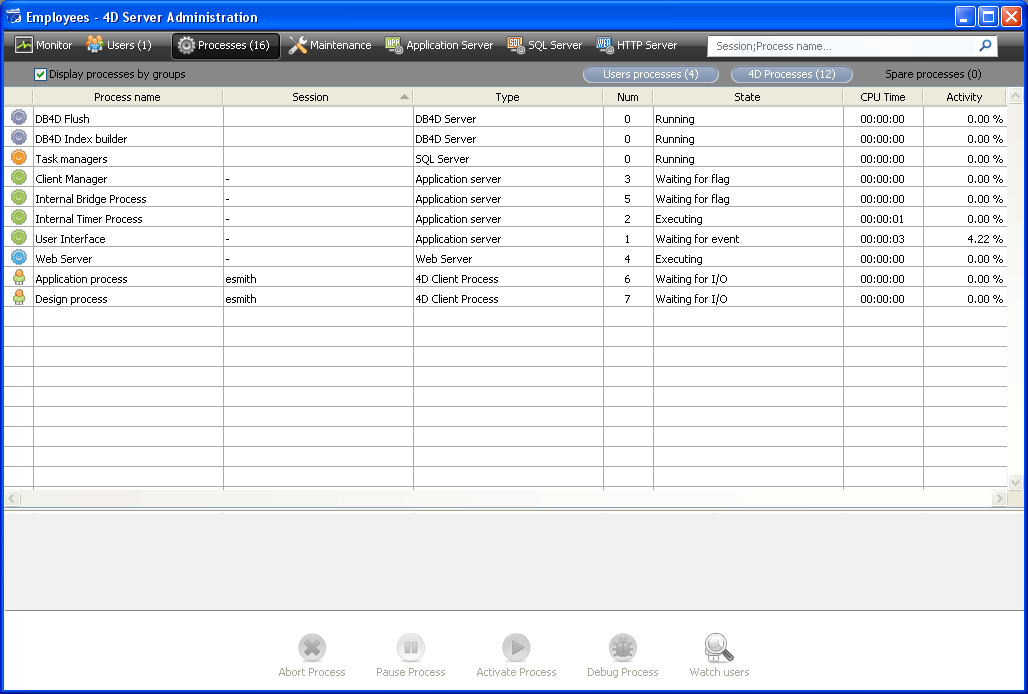 Employees - 4D Server Administration
Monitor Users (1) Processes (16) Maintenance APP Application Server SQL SQL Server WEB HTTP Server Session;Process name...
Display processes by groups Users processes (4) 4D Processes (12) Spare processes (0)
Process name Session Type Num State CPU Time Activity
DB4D Flush DB4D Server 0 Running 00:00:00 0.00 %
DB4D Index builder DB4D Server 0 Running 00:00:00 0.00 %
Task managers SQL Server 0 Running 00:00:00 0.00 %
Client Manager - Application server 3 Waiting for flag 00:00:00 0.00 %
Internal Bridge Process - Application server 5 Waiting for flag 00:00:00 0.00 %
Internal Timer Process - Application server 2 Executing 00:00:01 0.00 %
User Interface - Application server 1 Waiting for event 00:00:03 4.22 %
Web Server - Web Server 4 Executing 00:00:00 0.00 %
Application process esmith 4D Client Process 6 Waiting for I/O 00:00:00 0.00 %
Design process esmith 4D Client Process 7 Waiting for I/O 00:00:00 0.00 %
Abort Process Pause Process Activate Process Debug Process Watch users